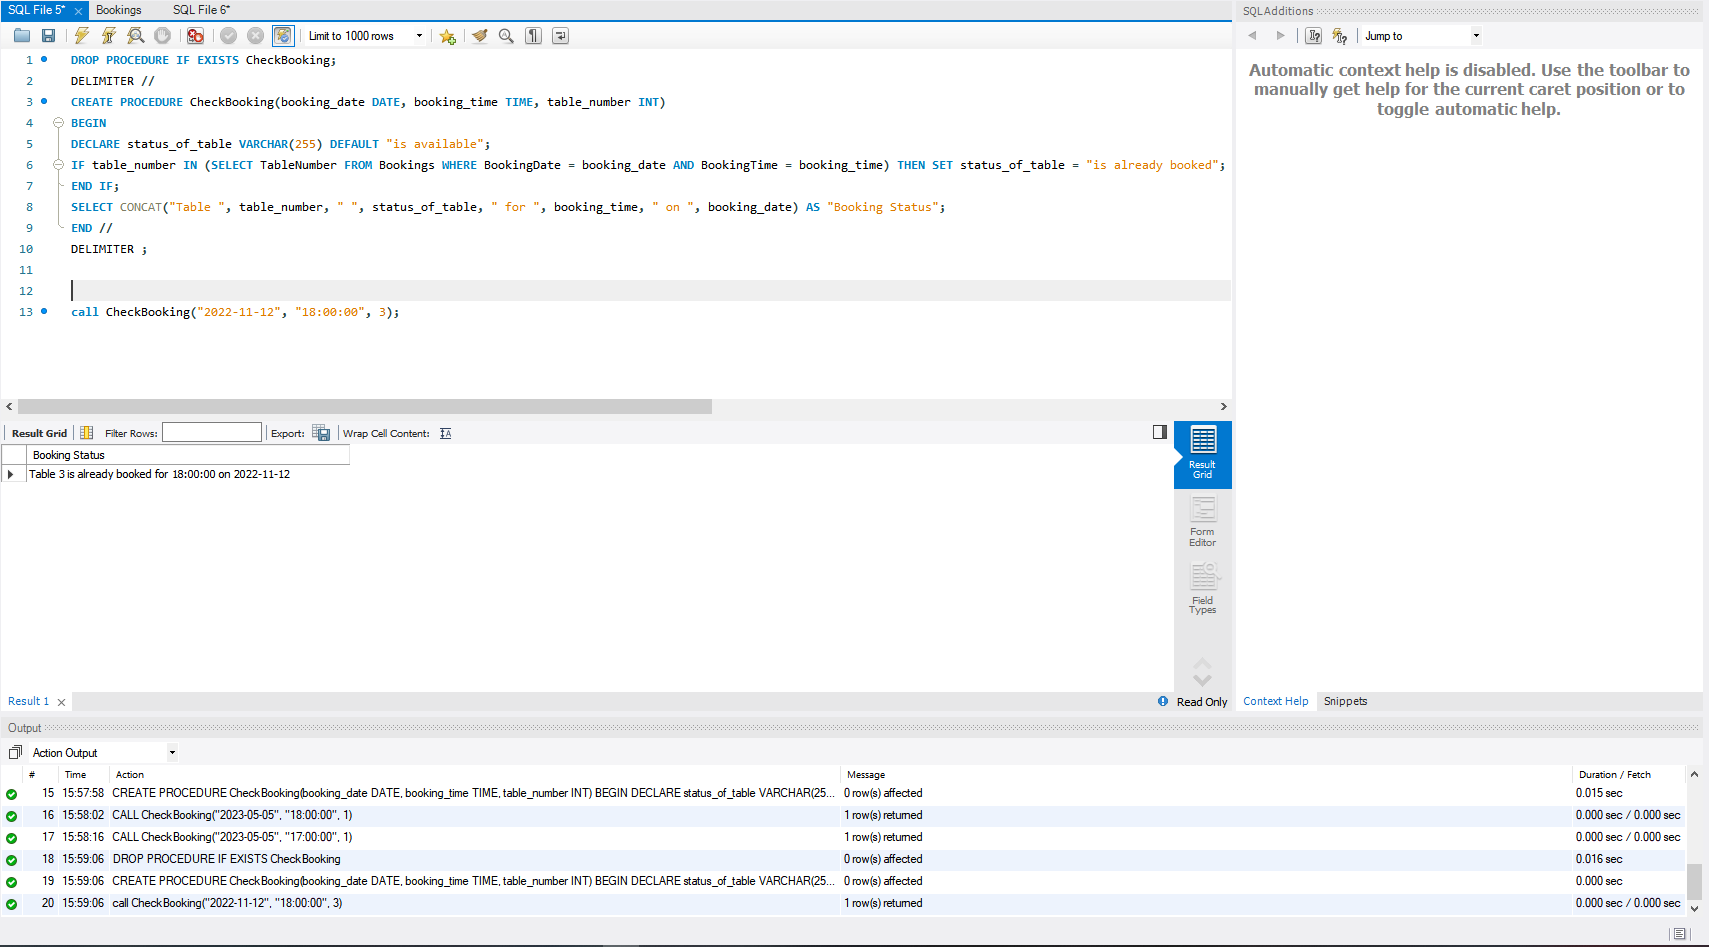 SQL File 5* Bookings SQL File 6*
Limit to 1000 rows
1 DROP PROCEDURE IF EXISTS CheckBooking;
2 DELIMITER //
3 CREATE PROCEDURE CheckBooking(booking_date DATE, booking_time TIME, table_number INT)
4 BEGIN
5 DECLARE status_of_table VARCHAR(255) DEFAULT "is available";
6 IF table_number IN (SELECT TableNumber FROM Bookings WHERE BookingDate = booking_date AND BookingTime = booking_time) THEN SET status_of_table = "is already booked";
7 END IF;
8 SELECT CONCAT("Table ", table_number, " ", status_of_table, " for ", booking_time, " on ", booking_date) AS "Booking Status";
9 END //
10 DELIMITER ;
11
12
13 call CheckBooking("2022-11-12", "18:00:00", 3);
SQLAdditions
Jump to
Automatic context help is disabled. Use the toolbar to
manually get help for the current caret position or to
toggle automatic help.
Result Grid Filter Rows: Export: Wrap Cell Content:
Booking Status
Table 3 is already booked for 18:00:00 on 2022-11-12
Result
Grid
Form
Editor
Field
Types
Result 1 Read Only
Context Help Snippets
Output
Action Output
# Time Action Message Duration / Fetch
15 15:57:58 CREATE PROCEDURE CheckBooking(booking_date DATE, booking_time TIME, table_number INT) BEGIN DECLARE status_of_table VARCHAR(25... 0 row(s) affected 0.015 sec
16 15:58:02 CALL CheckBooking("2023-05-05", "18:00:00", 1) 1 row(s) returned 0.000 sec / 0.000 sec
17 15:58:16 CALL CheckBooking("2023-05-05", "17:00:00", 1) 1 row(s) returned 0.000 sec / 0.000 sec
18 15:59:06 DROP PROCEDURE IF EXISTS CheckBooking 0 row(s) affected 0.016 sec
19 15:59:06 CREATE PROCEDURE CheckBooking(booking_date DATE, booking_time TIME, table_number INT) BEGIN DECLARE status_of_table VARCHAR(25... 0 row(s) affected 0.000 sec
20 15:59:06 call CheckBooking("2022-11-12", "18:00:00", 3) 1 row(s) returned 0.000 sec / 0.000 sec